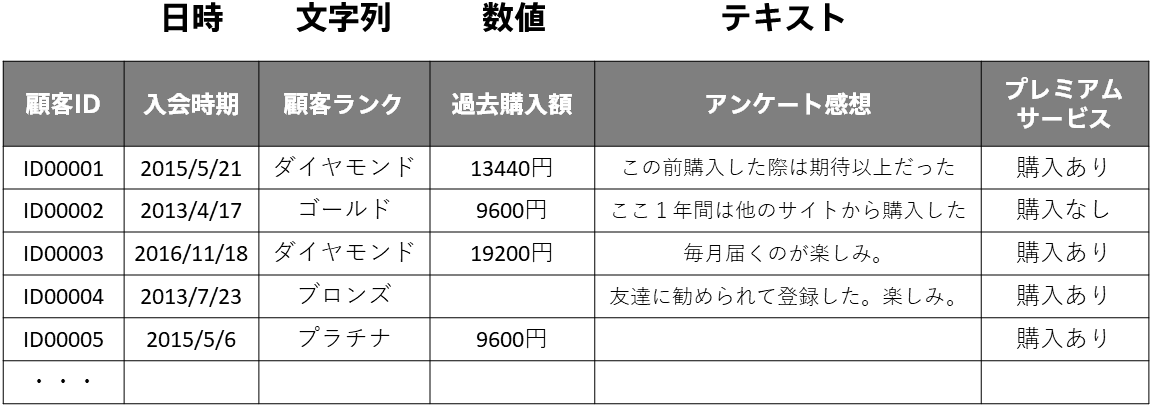 日時 文字列 数値 テキスト
顧客ID 入会時期 顧客ランク 過去購入額 アンケート感想 プレミアム
サービス
ID00001 2015/5/21 ダイヤモンド 13440円 この前購入した際は期待以上だった 購入あり
ID00002 2013/4/17 ゴールド 9600円 ここ１年間は他のサイトから購入した 購入なし
ID00003 2016/11/18 ダイヤモンド 19200円 毎月届くのが楽しみ。 購入あり
ID00004 2013/7/23 ブロンズ 友達に勧められて登録した。楽しみ。 購入あり
ID00005 2015/5/6 プラチナ 9600円 購入あり
・・・